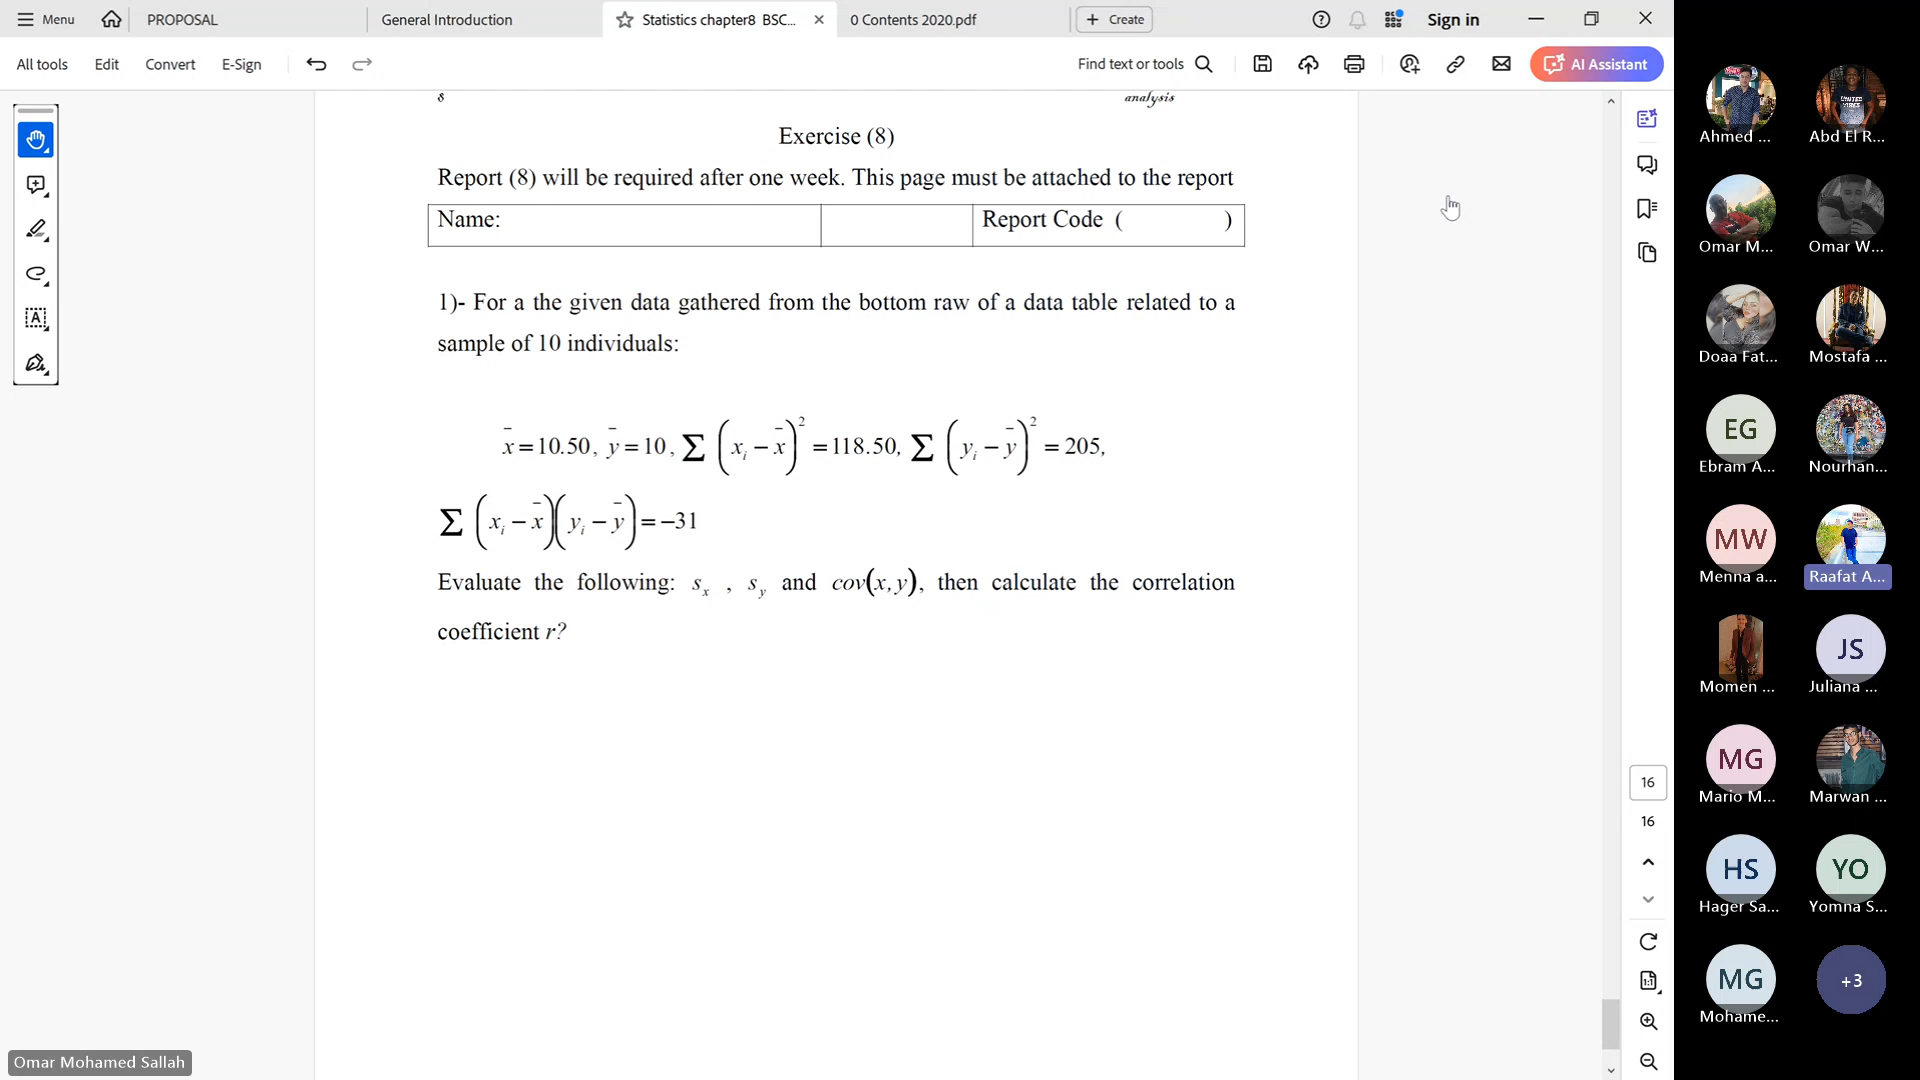 Menu
PROPOSAL
General Introduction
Statistics chapter8 BSC...
0 Contents 2020.pdf
Create
Sign in
All tools
Edit
Convert
E-Sign
Find text or tools
AI Assistant
8
analysis
Exercise (8)
Report (8) will be required after one week. This page must be attached to the report
Name:
Report Code ( )
1)- For a the given data gathered from the bottom raw of a data table related to a
sample of 10 individuals:
x̄ = 10.50, ȳ = 10, ∑ (xᵢ − x̄)² = 118.50, ∑ (yᵢ − ȳ)² = 205,
∑ (xᵢ − x̄)(yᵢ − ȳ) = −31
Evaluate the following: sₓ , s_y and cov(x, y), then calculate the correlation
coefficient r?
16
16
Omar Mohamed Sallah
Ahmed ...
Abd El R...
Omar M...
Omar W...
Doaa Fat...
Mostafa ...
EG
Ebram A...
Nourhan...
MW
Menna a...
Raafat A...
Momen ...
JS
Juliana ...
MG
Mario M...
Marwan ...
HS
Hager Sa...
YO
Yomna S...
MG
Mohame...
+3